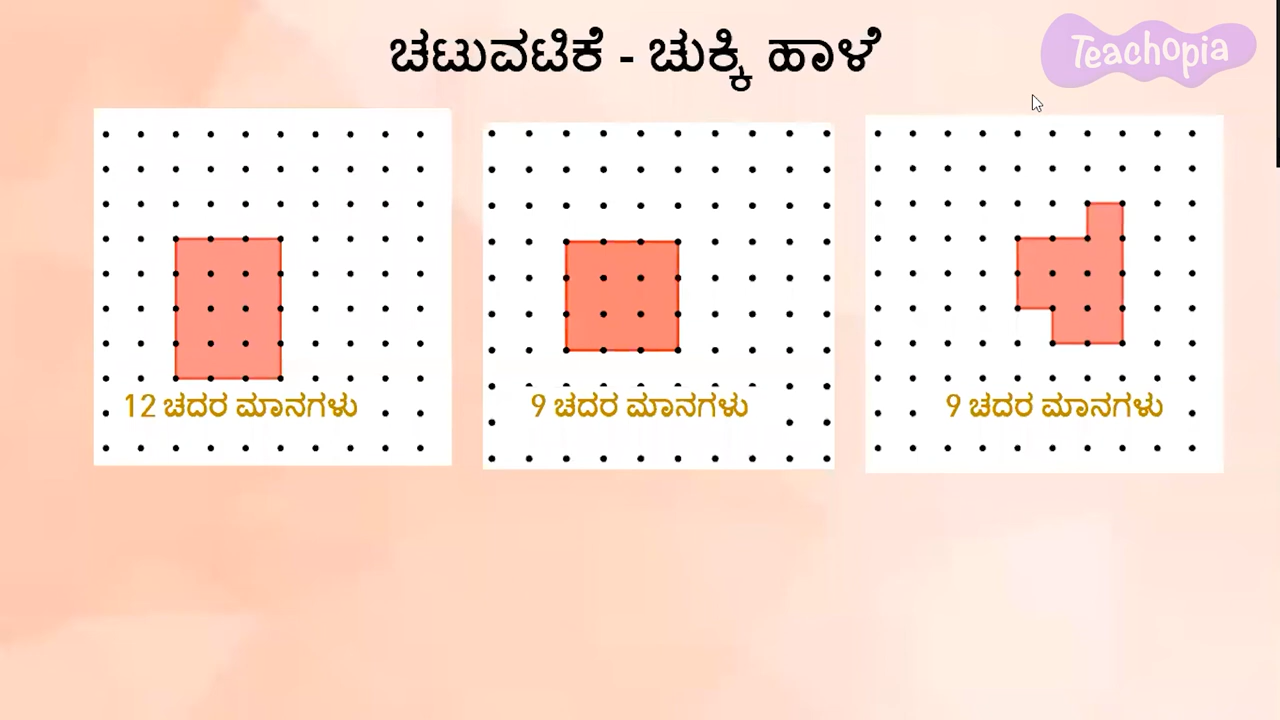 ಚಟುವಟಿಕೆ - ಚುಕ್ಕಿ ಹಾಳೆ
Teachopia
12 ಚದರ ಮಾನಗಳು
9 ಚದರ ಮಾನಗಳು
9 ಚದರ ಮಾನಗಳು